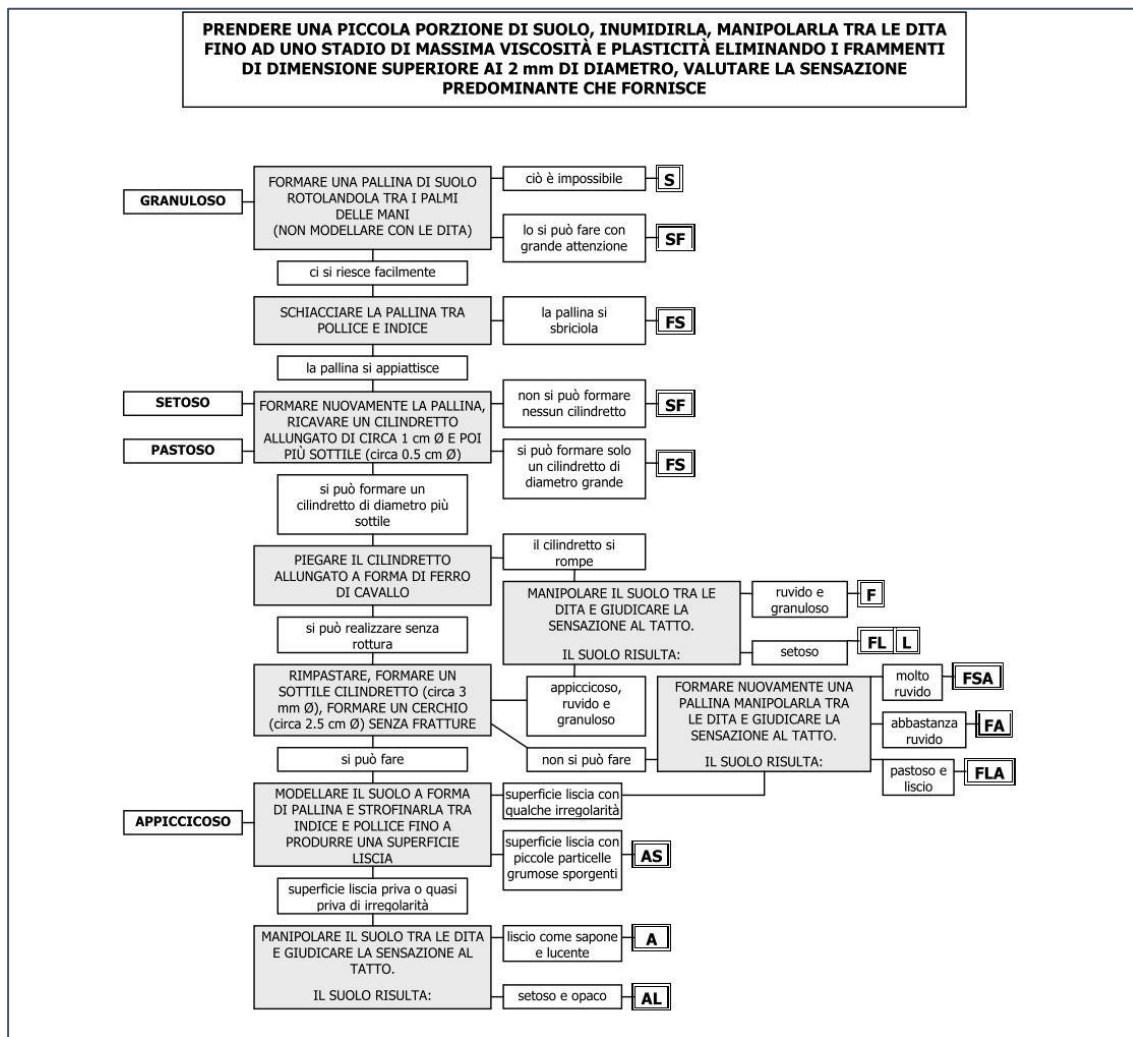 PRENDERE UNA PICCOLA PORZIONE DI SUOLO, INUMIDIRLA, MANIPOLARLA TRA LE DITA
FINO AD UNO STADIO DI MASSIMA VISCOSITÀ E PLASTICITÀ ELIMINANDO I FRAMMENTI
DI DIMENSIONE SUPERIORE AI 2 mm DI DIAMETRO, VALUTARE LA SENSAZIONE
PREDOMINANTE CHE FORNISCE
GRANULOSO
FORMARE UNA PALLINA DI SUOLO
ROTOLANDOLA TRA I PALMI
DELLE MANI
(NON MODELLARE CON LE DITA)
ciò è impossibile
S
lo si può fare con
grande attenzione
SF
ci si riesce facilmente
SCHIACCIARE LA PALLINA TRA
POLLICE E INDICE
la pallina si
sbriciola
FS
la pallina si appiattisce
SETOSO
PASTOSO
FORMARE NUOVAMENTE LA PALLINA,
RICAVARE UN CILINDRETTO
ALLUNGATO DI CIRCA 1 cm Ø E POI
PIÙ SOTTILE (circa 0.5 cm Ø)
non si può formare
nessun cilindretto
SF
si può formare solo
un cilindretto di
diametro grande
FS
si può formare un
cilindretto di diametro più
sottile
PIEGARE IL CILINDRETTO
ALLUNGATO A FORMA DI FERRO
DI CAVALLO
il cilindretto si
rompe
MANIPOLARE IL SUOLO TRA LE
DITA E GIUDICARE LA
SENSAZIONE AL TATTO.
IL SUOLO RISULTA:
ruvido e
granuloso
F
setoso
FL L
si può realizzare senza
rottura
RIMPASTARE, FORMARE UN
SOTTILE CILINDRETTO (circa 3
mm Ø), FORMARE UN CERCHIO
(circa 2.5 cm Ø) SENZA FRATTURE
appiccicoso,
ruvido e
granuloso
non si può fare
FORMARE NUOVAMENTE UNA
PALLINA MANIPOLARLA TRA
LE DITA E GIUDICARE LA
SENSAZIONE AL TATTO.
IL SUOLO RISULTA:
molto
ruvido
FSA
abbastanza
ruvido
FA
pastoso e
liscio
FLA
si può fare
APPICCICOSO
MODELLARE IL SUOLO A FORMA
DI PALLINA E STROFINARLA TRA
INDICE E POLLICE FINO A
PRODURRE UNA SUPERFICIE
LISCIA
superficie liscia con
qualche irregolarità
superficie liscia con
piccole particelle
grumose sporgenti
AS
superficie liscia priva o quasi
priva di irregolarità
MANIPOLARE IL SUOLO TRA LE DITA
E GIUDICARE LA SENSAZIONE AL
TATTO.
IL SUOLO RISULTA:
liscio come sapone
e lucente
A
setoso e opaco
AL